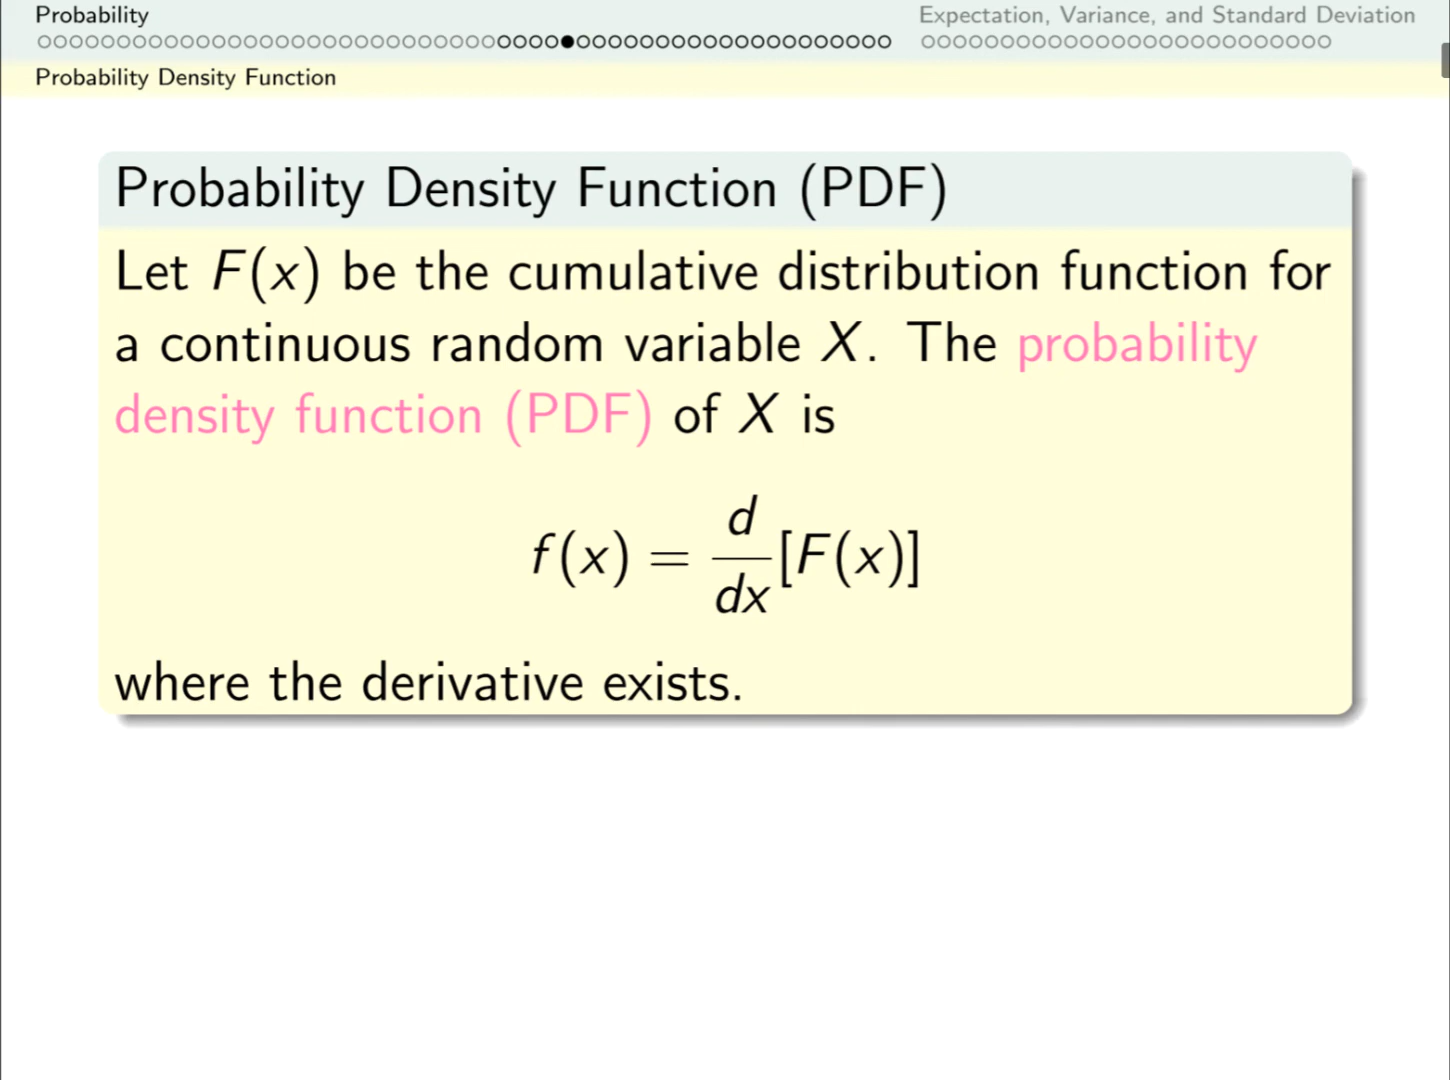 Probability
Expectation, Variance, and Standard Deviation
Probability Density Function
Probability Density Function (PDF)
Let F(x) be the cumulative distribution function for
a continuous random variable X. The probability
density function (PDF) of X is
f(x) = d/dx [F(x)]
where the derivative exists.